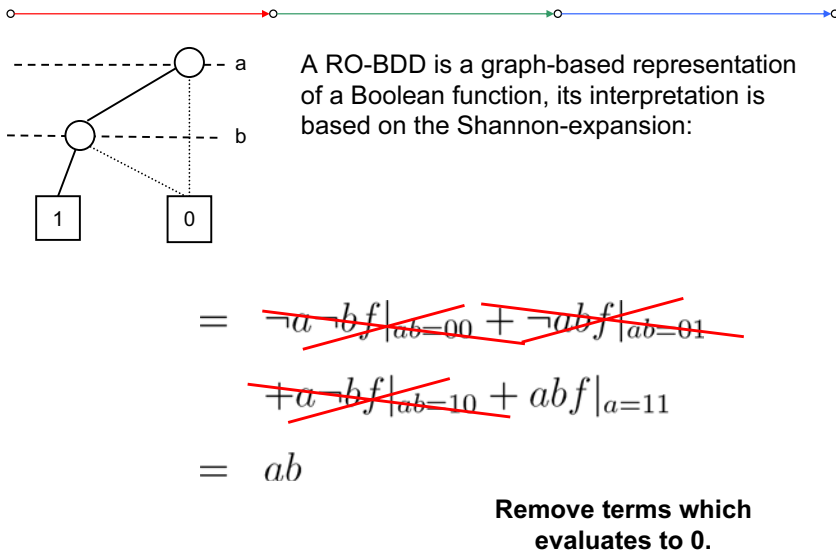 a
A RO-BDD is a graph-based representation
of a Boolean function, its interpretation is
based on the Shannon-expansion:
b
1 0
= ¬a¬bf|ab=00 + ¬abf|ab=01
+a¬bf|ab=10 + abf|a=11
= ab
Remove terms which
evaluates to 0.